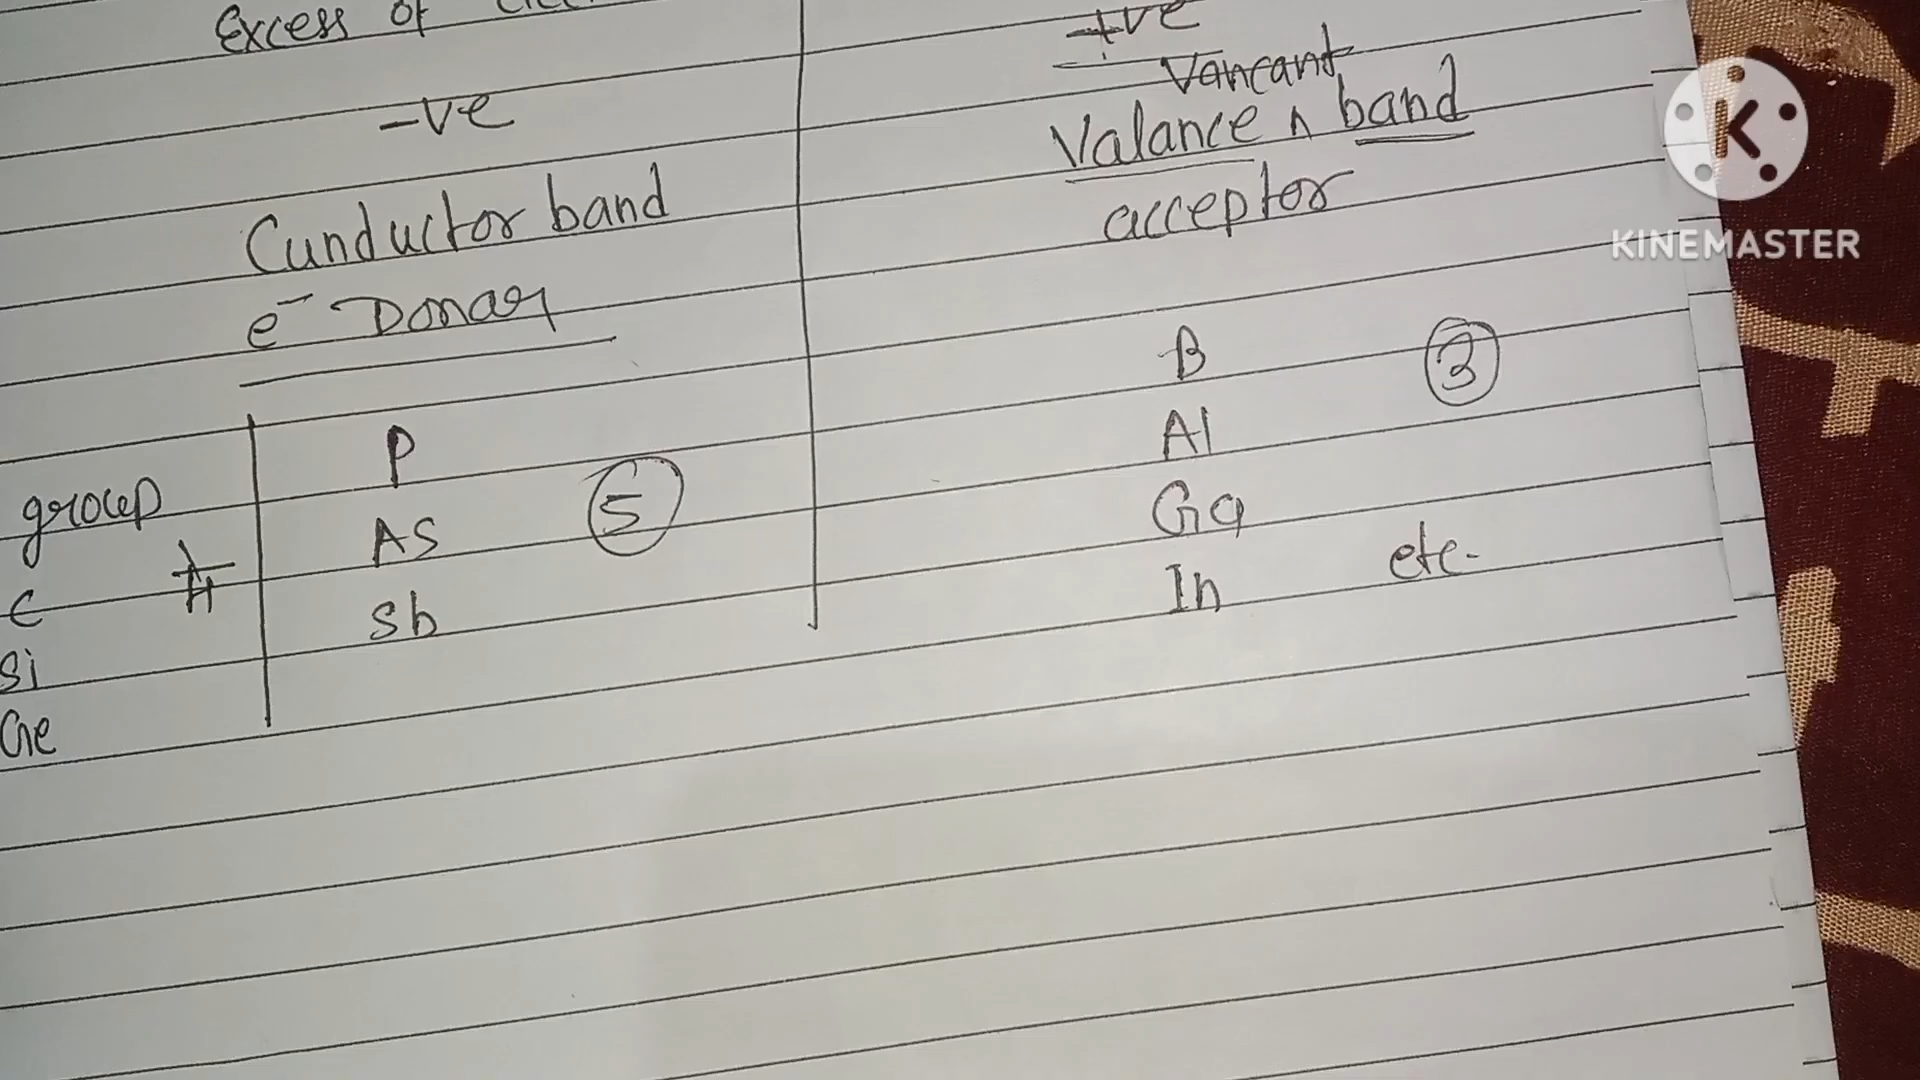 Excess of
-ve
Cunductor band
e- Donar
+ve
Vancant
Valance ^ band
acceptor
group
C
Si
Ge
P
As
Sb
5
B
Al
Ga
In
3
etc.
KINEMASTER